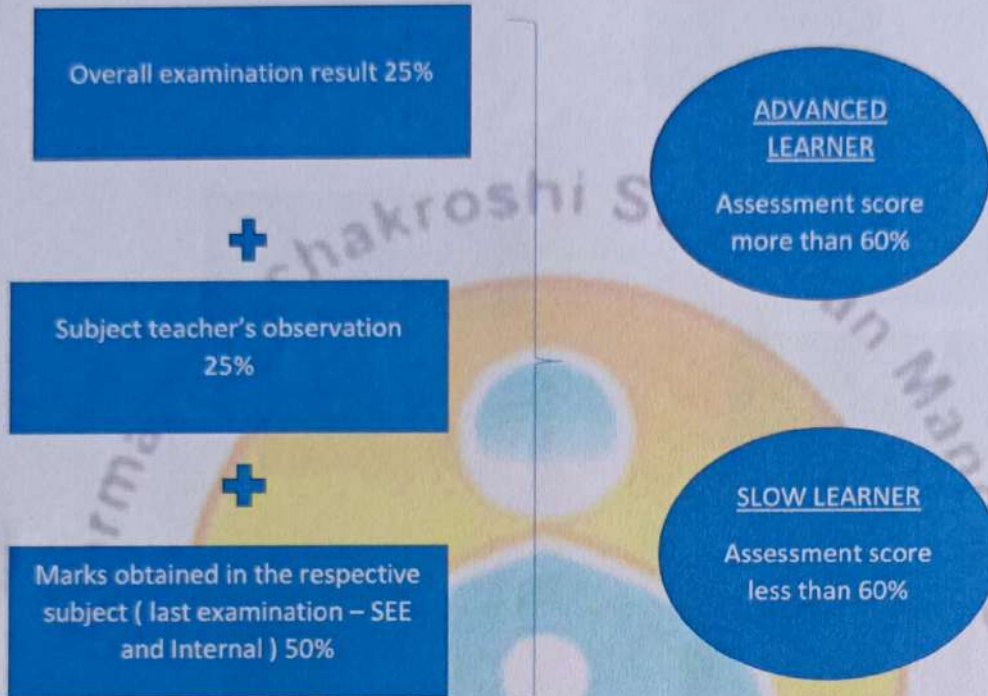 Overall examination result 25%
Subject teacher's observation
25%
Marks obtained in the respective
subject ( last examination – SEE
and Internal ) 50%
ADVANCED
LEARNER
Assessment score
more than 60%
SLOW LEARNER
Assessment score
less than 60%